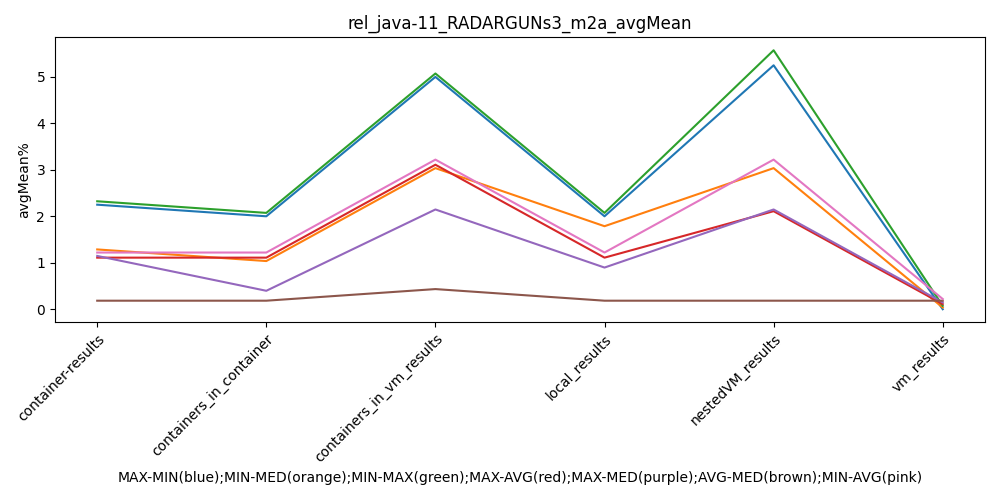 rel_java-11_RADARGUNs3_m2a_avgMean
avgMean%
5
4
3
2
1
0
container-results
containers_in_container
containers_in_vm_results
local_results
nestedVM_results
vm_results
MAX-MIN(blue);MIN-MED(orange);MIN-MAX(green);MAX-AVG(red);MAX-MED(purple);AVG-MED(brown);MIN-AVG(pink)